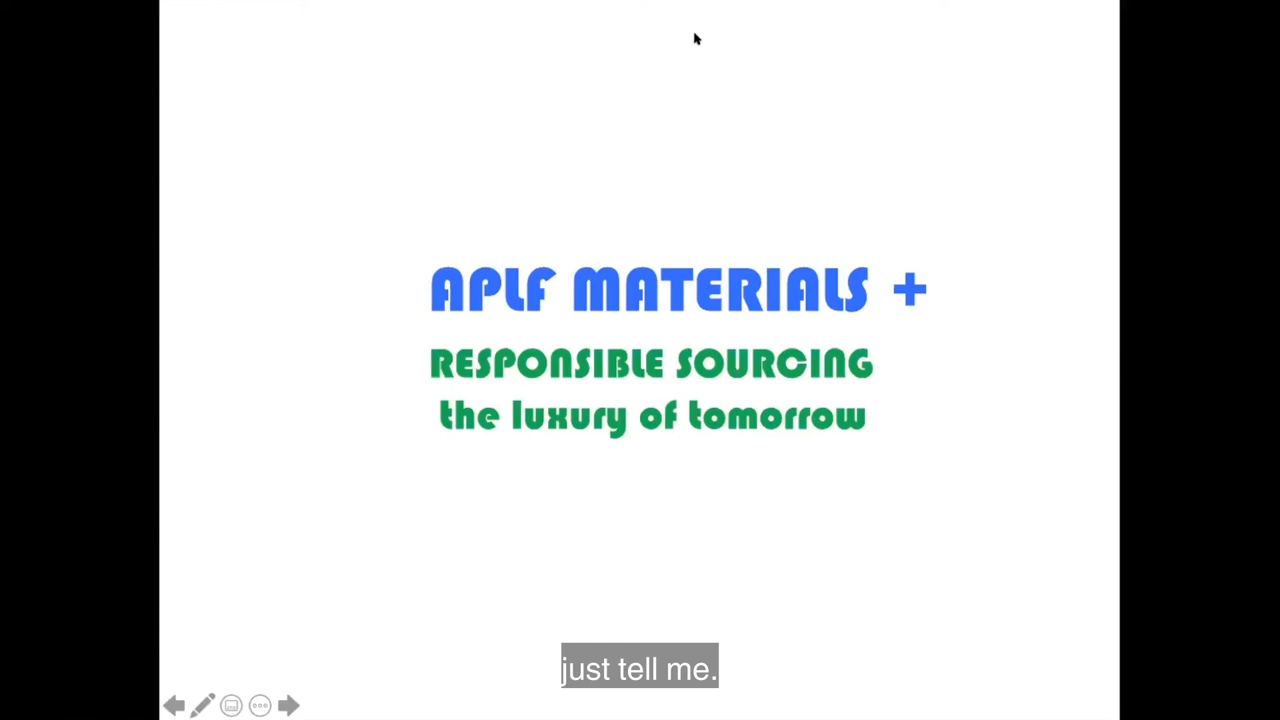 APLF MATERIALS +
RESPONSIBLE SOURCING
the luxury of tomorrow
just tell me.